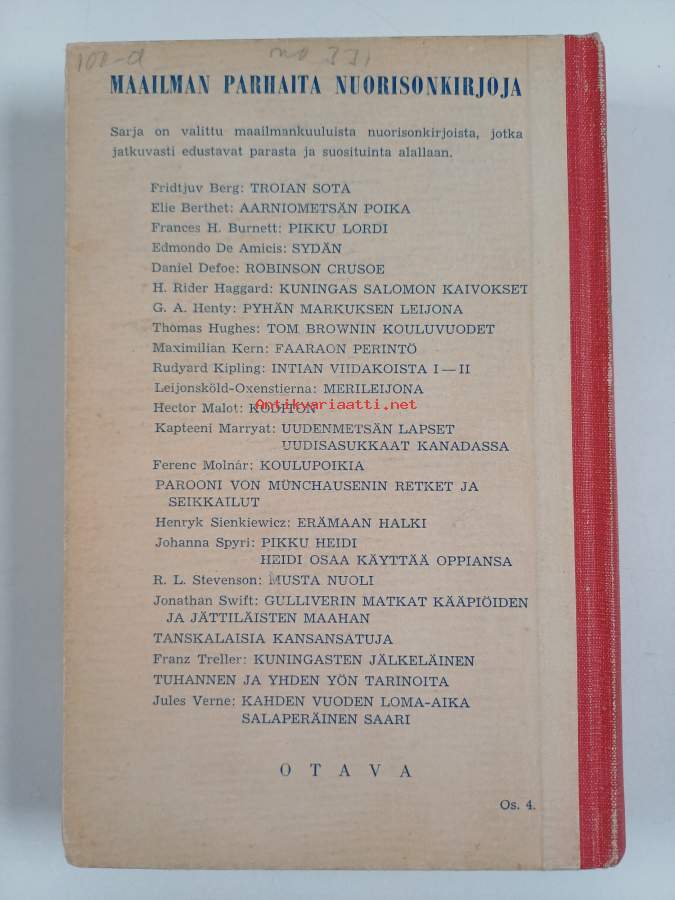 100-a no 331
MAAILMAN PARHAITA NUORISONKIRJOJA
Sarja on valittu maailmankuuluista nuorisonkirjoista, jotka
jatkuvasti edustavat parasta ja suosituinta alallaan.
Fridtjuv Berg: TROIAN SOTA
Elie Berthet: AARNIOMETSÄN POIKA
Frances H. Burnett: PIKKU LORDI
Edmondo De Amicis: SYDÄN
Daniel Defoe: ROBINSON CRUSOE
H. Rider Haggard: KUNINGAS SALOMON KAIVOKSET
G. A. Henty: PYHÄN MARKUKSEN LEIJONA
Thomas Hughes: TOM BROWNIN KOULUVUODET
Maximilian Kern: FAARAON PERINTÖ
Rudyard Kipling: INTIAN VIIDAKOISTA I—II
Leijonsköld-Oxenstierna: MERILEIJONA
Antikvariaatti.net
Hector Malot: KODITON
Kapteeni Marryat: UUDENMETSÄN LAPSET
UUDISASUKKAAT KANADASSA
Ferenc Molnár: KOULUPOIKIA
PAROONI VON MÜNCHAUSENIN RETKET JA
SEIKKAILUT
Henryk Sienkiewicz: ERÄMAAN HALKI
Johanna Spyri: PIKKU HEIDI
HEIDI OSAA KÄYTTÄÄ OPPIANSA
R. L. Stevenson: MUSTA NUOLI
Jonathan Swift: GULLIVERIN MATKAT KÄÄPIÖIDEN
JA JÄTTILÄISTEN MAAHAN
TANSKALAISIA KANSANSATUJA
Franz Treller: KUNINGASTEN JÄLKELÄINEN
TUHANNEN JA YHDEN YÖN TARINOITA
Jules Verne: KAHDEN VUODEN LOMA-AIKA
SALAPERÄINEN SAARI
OTAVA
Os. 4.